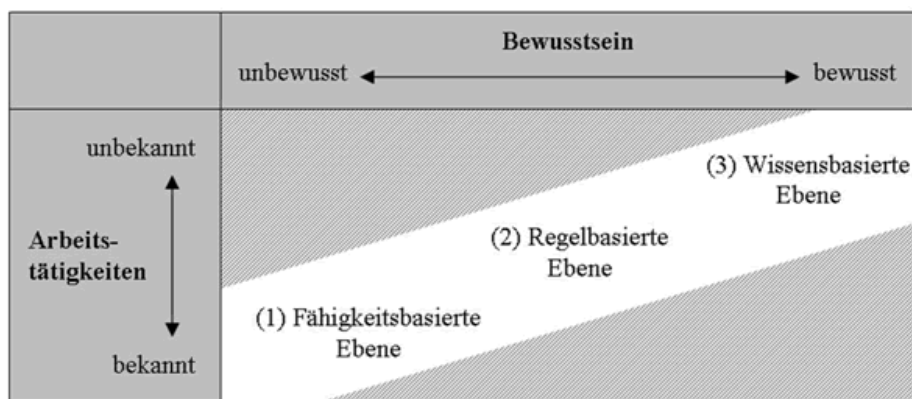 Bewusstsein
unbewusst bewusst
unbekannt
Arbeits-
tätigkeiten
bekannt
(3) Wissensbasierte
Ebene
(2) Regelbasierte
Ebene
(1) Fähigkeitsbasierte
Ebene